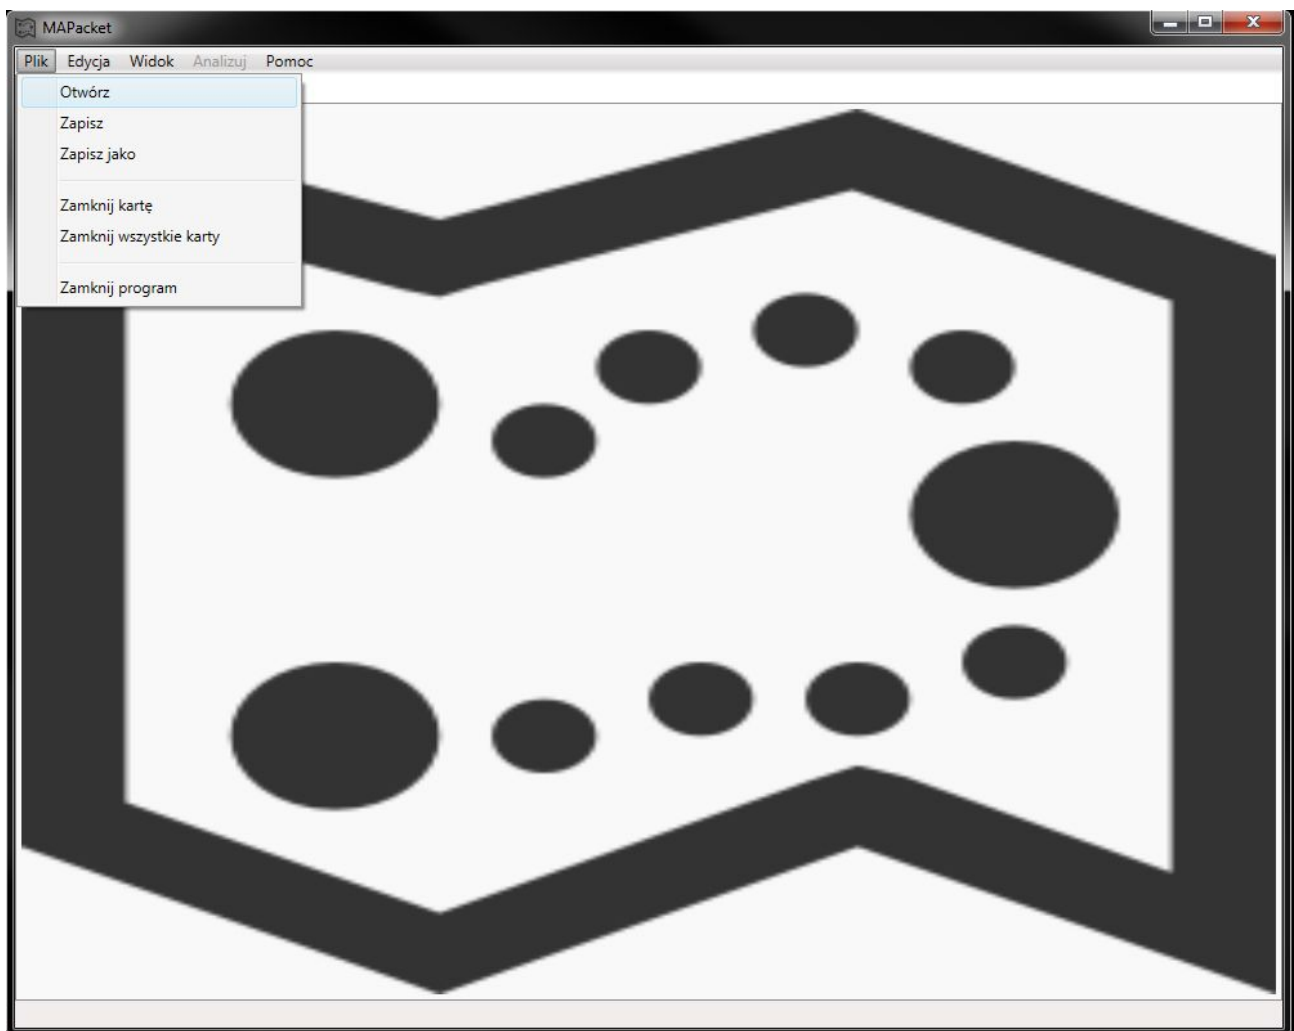 MAPacket
Plik Edycja Widok Analizuj Pomoc
Otwórz
Zapisz
Zapisz jako
Zamknij kartę
Zamknij wszystkie karty
Zamknij program